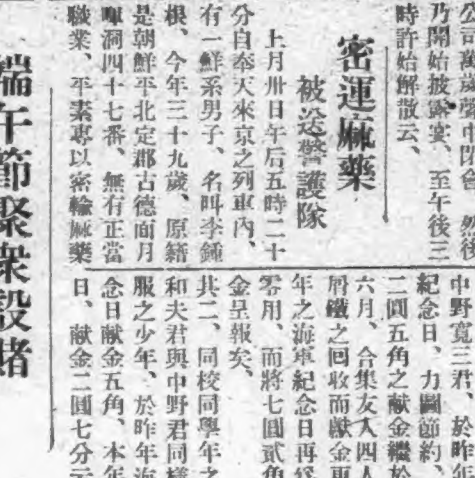 公司萬歲聲中閉會、然後
乃開始披露宴、至午後三
時許始解散云、
密運麻藥
被送警護隊
上月卅日午后五時二十
分自奉天來京之列車內、
有一鮮系男子、名叫李鍾
根、今年三十九歲、原籍
是朝鮮平北定郡古德面月
暉洞四十七番、無有正當
職業、平素專以密輸麻藥
端午節聚衆設賭
中野寬三君、於昨年
紀念日、力圖節約、
二圓五角之献金繼於
六月、合集友人四人
屑鐵之回收而献金再
年之海軍紀念日再
零用、而將七圓貳角
金呈報矣、
其二、同校同學年之
和夫君與中野君同樣
服之少年、於昨年海
念日献金五角、本年
日、献金二圓七分